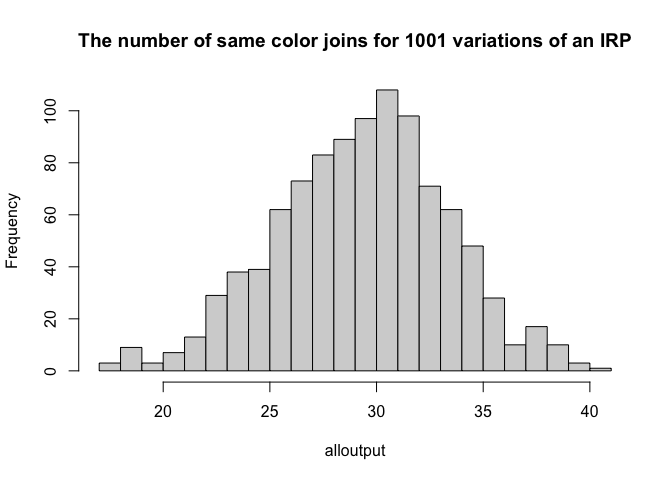 The number of same color joins for 1001 variations of an IRP
Frequency
100
80
60
40
20
0
20 25 30 35 40
alloutput